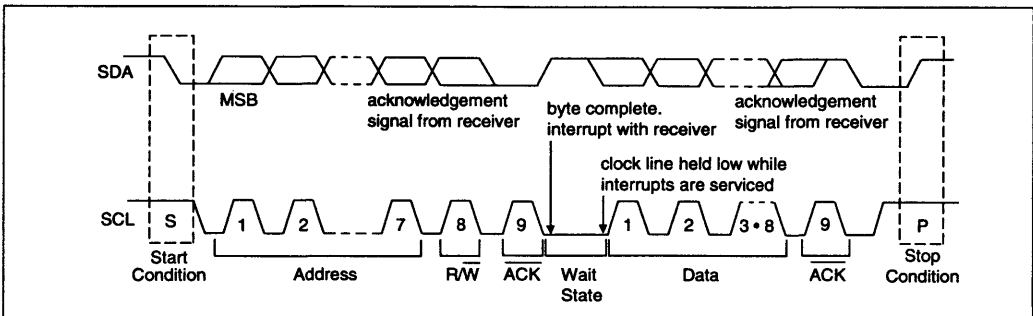 SDA
MSB
acknowledgement
signal from receiver
byte complete.
interrupt with receiver
acknowledgement
signal from receiver
clock line held low while
interrupts are serviced
SCL
S
1
2
7
8
9
1
2
3 • 8
9
P
Start
Condition
Address
R/W̅
A̅C̅K̅
Wait
State
Data
A̅C̅K̅
Stop
Condition